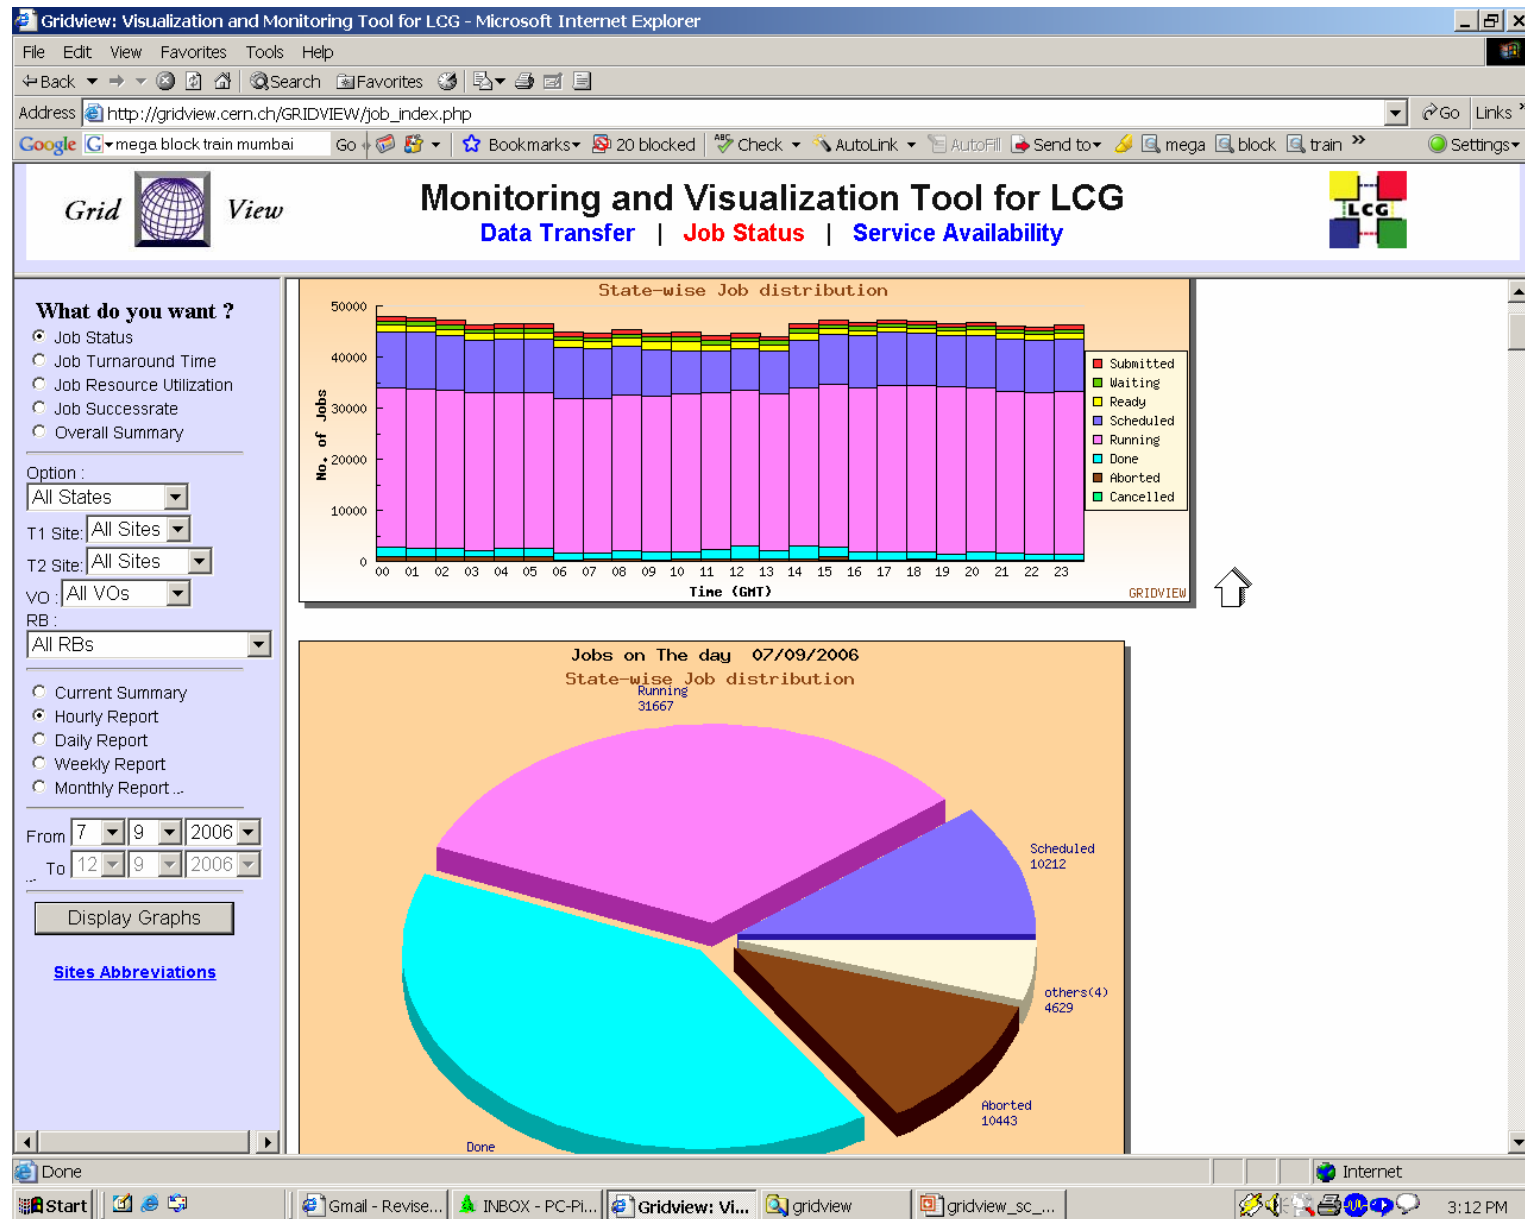 Gridview: Visualization and Monitoring Tool for LCG - Microsoft Internet Explorer
File Edit View Favorites Tools Help
Back Search Favorites
Address http://gridview.cern.ch/GRIDVIEW/job_index.php Go Links
Google G mega block train mumbai Go Bookmarks 20 blocked ABC Check AutoLink AutoFill Send to mega block train Settings
Grid View
Monitoring and Visualization Tool for LCG
Data Transfer | Job Status | Service Availability
LCG
What do you want ?
Job Status
Job Turnaround Time
Job Resource Utilization
Job Successrate
Overall Summary
Option :
All States
T1 Site: All Sites
T2 Site: All Sites
VO : All VOs
RB :
All RBs
Current Summary
Hourly Report
Daily Report
Weekly Report
Monthly Report ...
From 7 9 2006
... To 12 9 2006
Display Graphs
Sites Abbreviations
State-wise Job distribution
50000
40000
30000
20000
10000
0
No. of Jobs
00 01 02 03 04 05 06 07 08 09 10 11 12 13 14 15 16 17 18 19 20 21 22 23
Time (GMT)
Submitted
Waiting
Ready
Scheduled
Running
Done
Aborted
Cancelled
GRIDVIEW
Jobs on The day 07/09/2006
State-wise Job distribution
Running
31667
Scheduled
10212
others(4)
4629
Aborted
10443
Done
Done Internet
Start Gmail - Revise... INBOX - PC-Pi... Gridview: Vi... gridview gridview_sc_... 3:12 PM